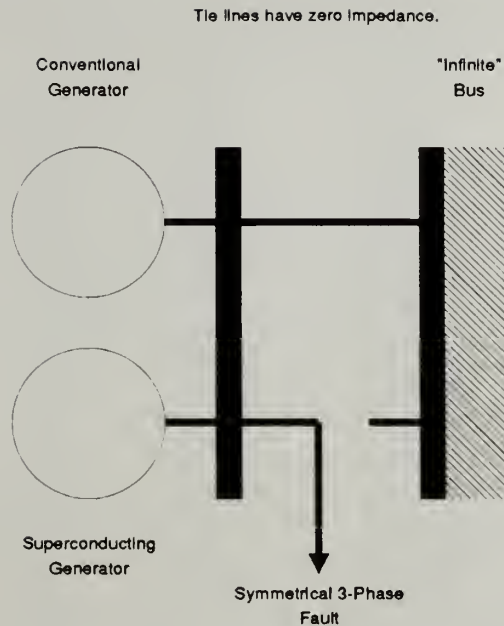 Tie lines have zero impedance.
Conventional
Generator
"Infinite"
Bus
Superconducting
Generator
Symmetrical 3-Phase
Fault